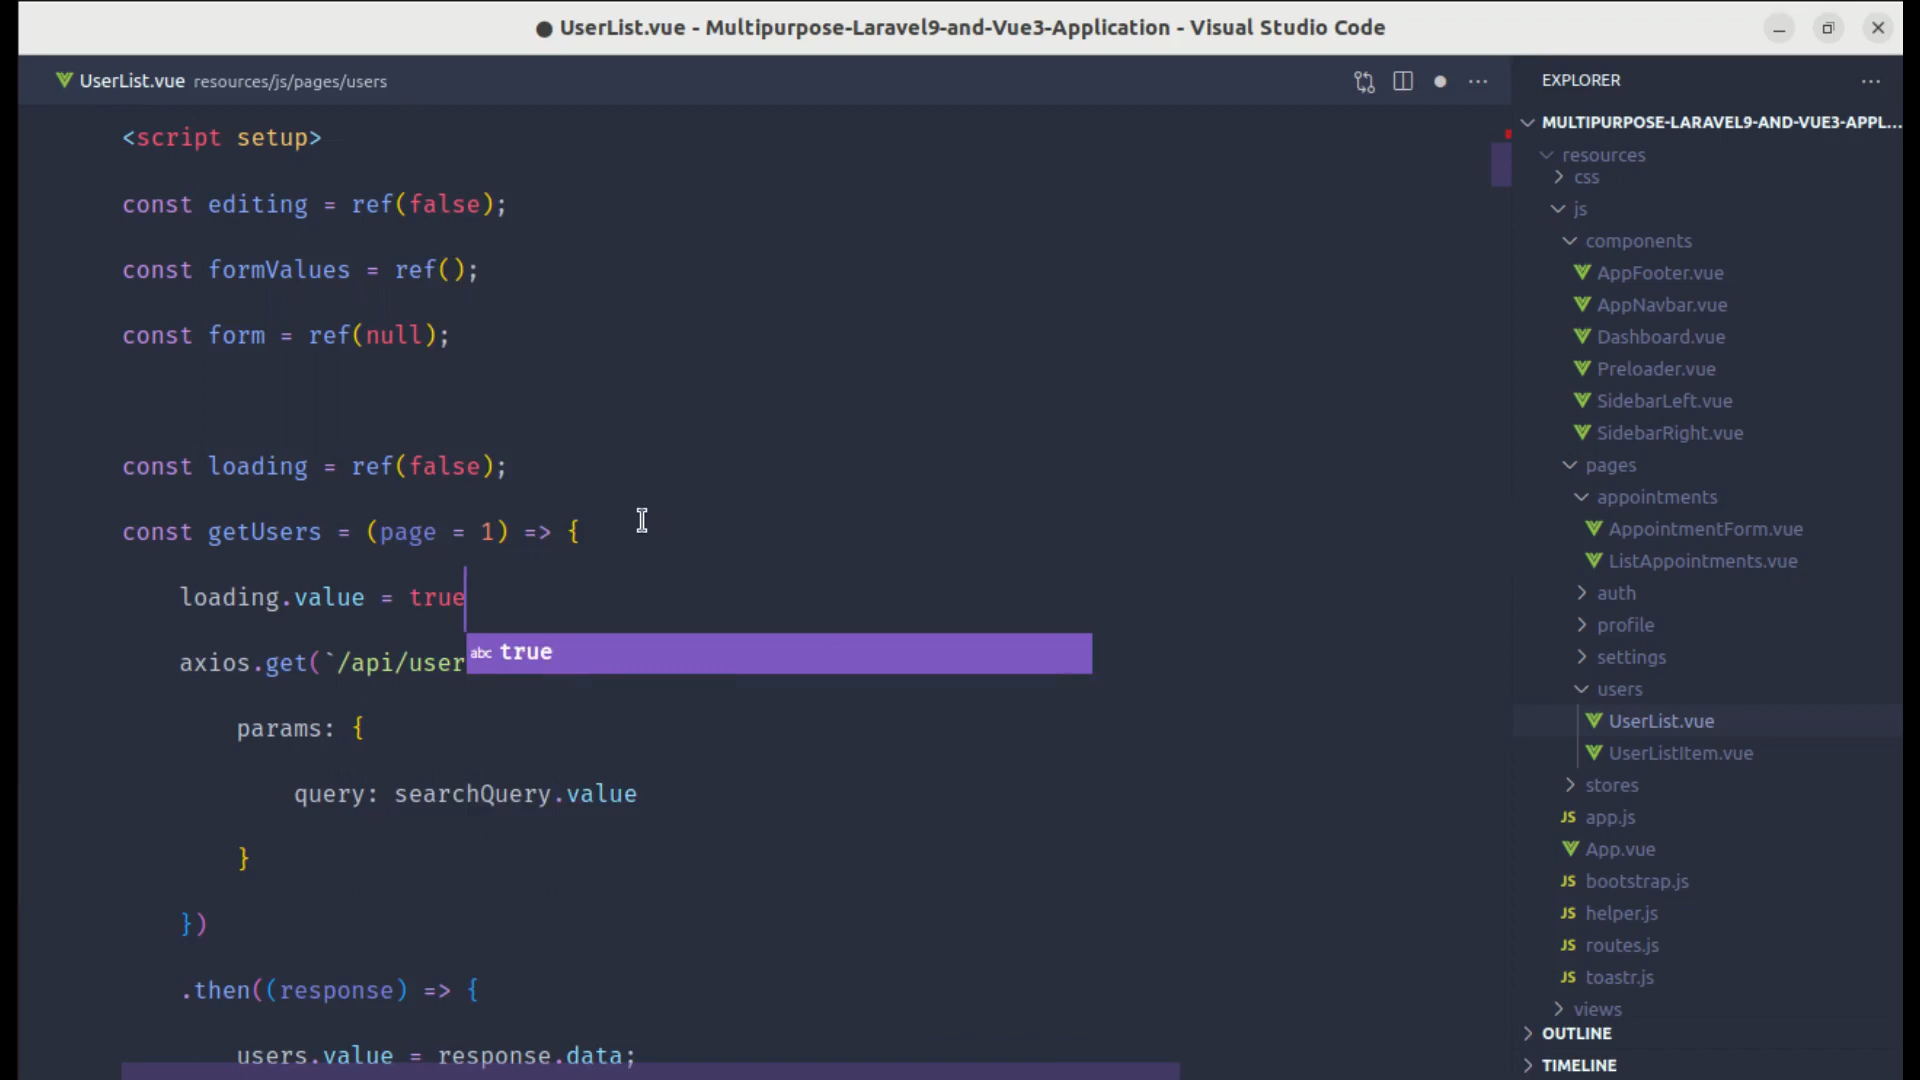 ● UserList.vue - Multipurpose-Laravel9-and-Vue3-Application - Visual Studio Code
UserList.vue resources/js/pages/users
<script setup>
const editing = ref(false);
const formValues = ref();
const form = ref(null);
const loading = ref(false);
const getUsers = (page = 1) => {
loading.value = true
axios.get(`/api/user
abc true
params: {
query: searchQuery.value
}
})
.then((response) => {
users.value = response.data;
EXPLORER
MULTIPURPOSE-LARAVEL9-AND-VUE3-APPL...
resources
css
js
components
AppFooter.vue
AppNavbar.vue
Dashboard.vue
Preloader.vue
SidebarLeft.vue
SidebarRight.vue
pages
appointments
AppointmentForm.vue
ListAppointments.vue
auth
profile
settings
users
UserList.vue
UserListItem.vue
stores
JS app.js
App.vue
JS bootstrap.js
JS helper.js
JS routes.js
JS toastr.js
views
OUTLINE
TIMELINE